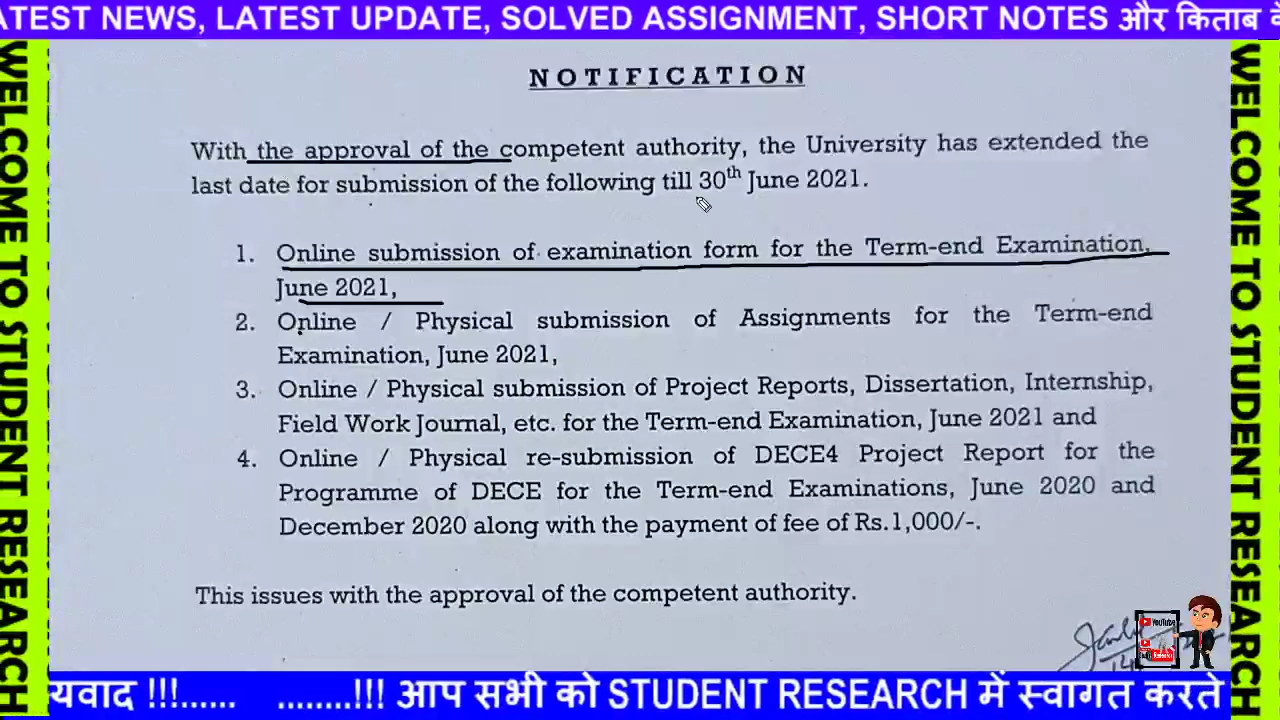 ATEST NEWS, LATEST UPDATE, SOLVED ASSIGNMENT, SHORT NOTES और किताब के
WELCOME TO STUDENT RESEARCH
NOTIFICATION
With the approval of the competent authority, the University has extended the
last date for submission of the following till 30th June 2021.
1. Online submission of examination form for the Term-end Examination,
June 2021,
2. Online / Physical submission of Assignments for the Term-end
Examination, June 2021,
3. Online / Physical submission of Project Reports, Dissertation, Internship,
Field Work Journal, etc. for the Term-end Examination, June 2021 and
4. Online / Physical re-submission of DECE4 Project Report for the
Programme of DECE for the Term-end Examinations, June 2020 and
December 2020 along with the payment of fee of Rs.1,000/-.
This issues with the approval of the competent authority.
YouTube
WELCOME TO STUDENT RESEARCH
यवाद !!!...... ........!!! आप सभी को STUDENT RESEARCH में स्वागत करते